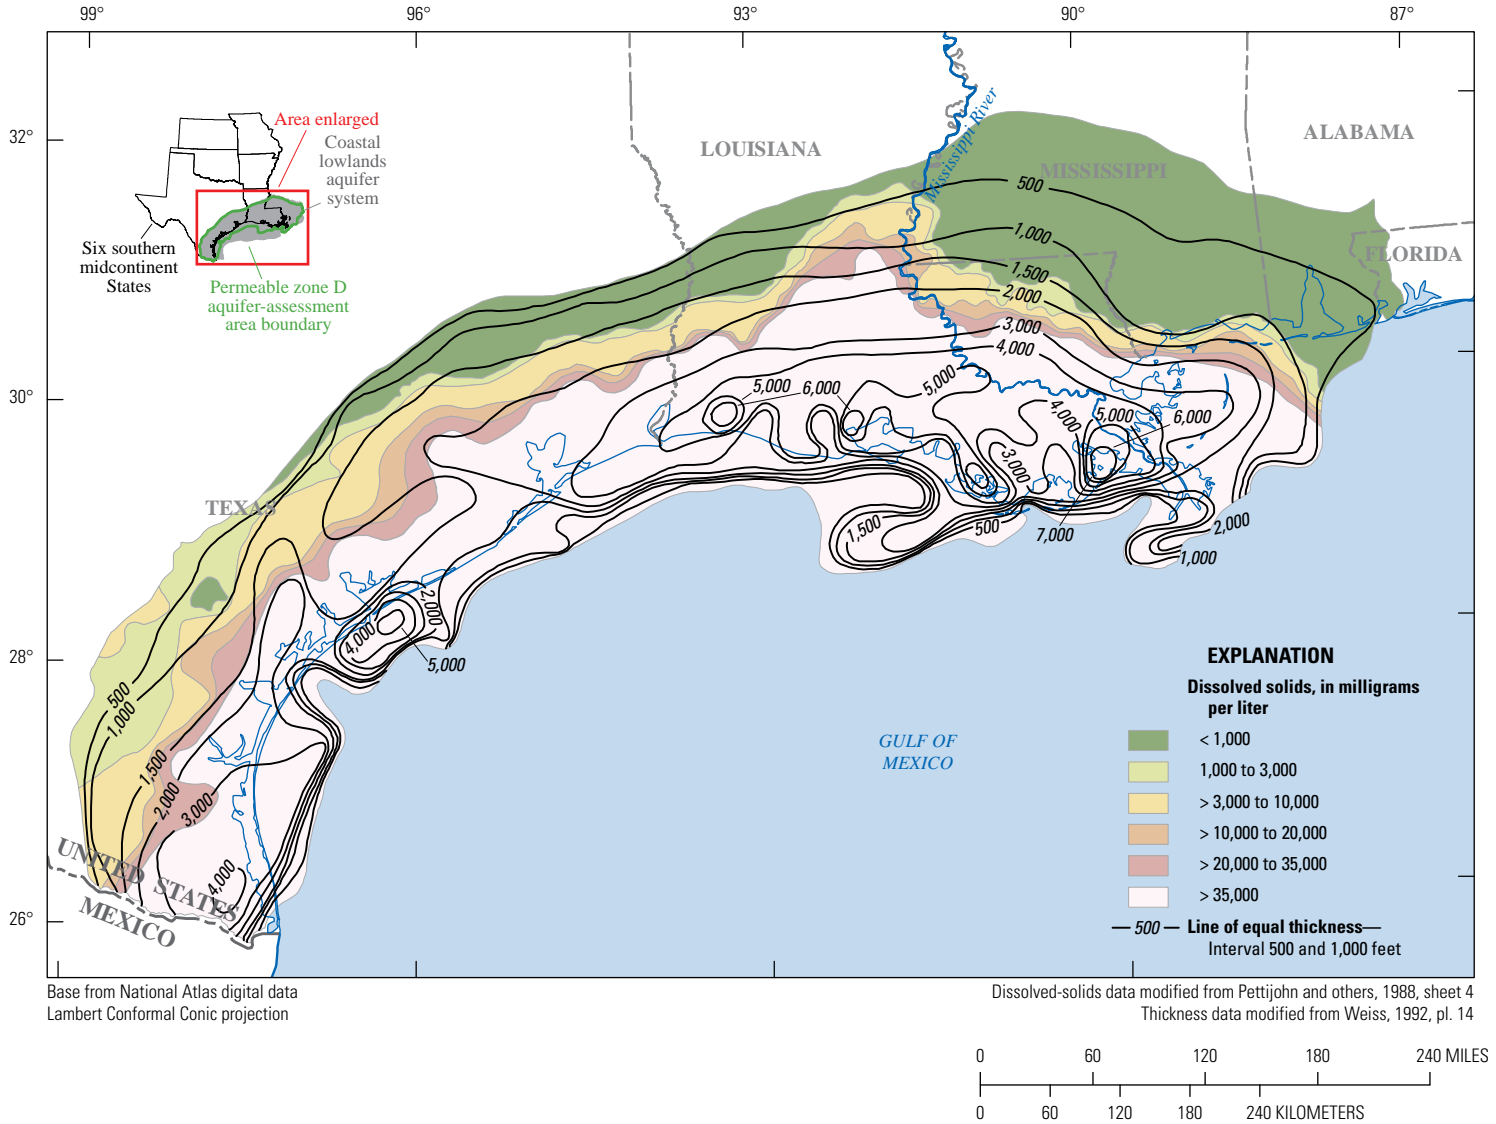 99°
96°
93°
90°
87°
32°
30°
28°
26°
Area enlarged
Coastal
lowlands
aquifer
system
Six southern
midcontinent
States
Permeable zone D
aquifer-assessment
area boundary
LOUISIANA
Mississippi River
MISSISSIPPI
ALABAMA
FLORIDA
TEXAS
UNITED STATES
MEXICO
GULF OF
MEXICO
500
1,000
1,500
2,000
3,000
4,000
5,000
5,000
6,000
4,000
5,000
6,000
3,000
1,500
500
7,000
2,000
1,000
2,000
4,000
5,000
500
1,000
1,500
2,000
3,000
4,000
EXPLANATION
Dissolved solids, in milligrams
per liter
< 1,000
1,000 to 3,000
> 3,000 to 10,000
> 10,000 to 20,000
> 20,000 to 35,000
> 35,000
500 Line of equal thickness—
Interval 500 and 1,000 feet
Base from National Atlas digital data
Lambert Conformal Conic projection
Dissolved-solids data modified from Pettijohn and others, 1988, sheet 4
Thickness data modified from Weiss, 1992, pl. 14
0 60 120 180 240 MILES
0 60 120 180 240 KILOMETERS